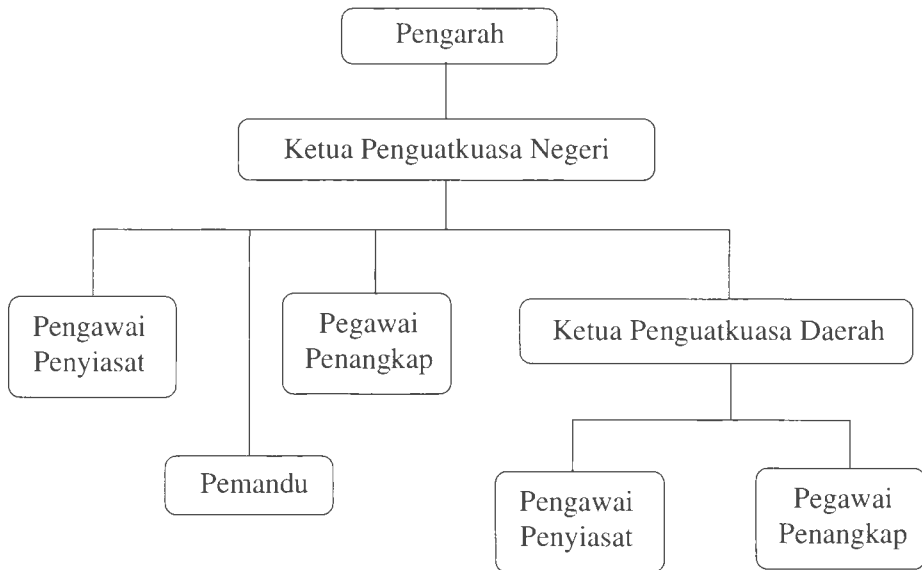 Pengarah
Ketua Penguatkuasa Negeri
Pengawai
Penyiasat
Pegawai
Penangkap
Ketua Penguatkuasa Daerah
Pemandu
Pengawai
Penyiasat
Pegawai
Penangkap